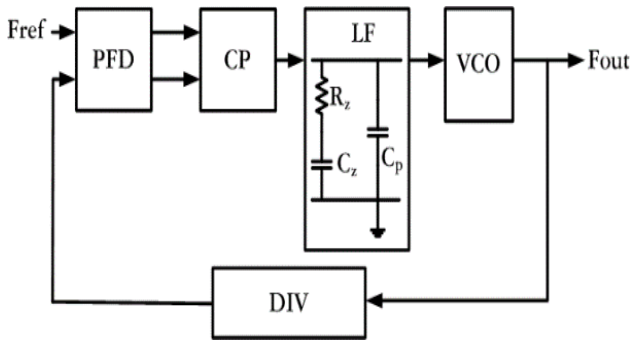 Fref
PFD
CP
LF
Rz
Cz
Cp
VCO
Fout
DIV